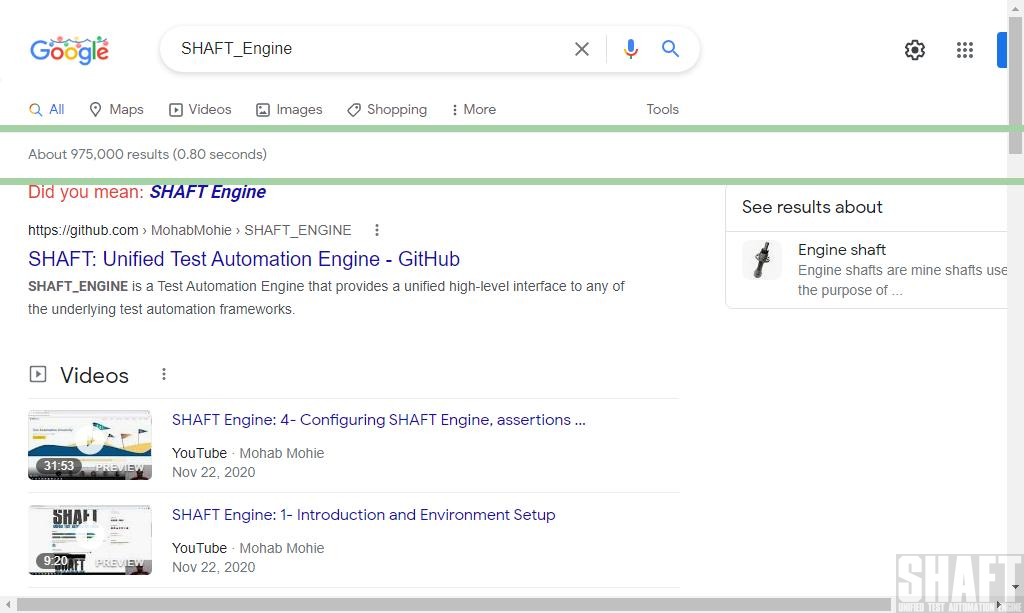 Google
SHAFT_Engine
All
Maps
Videos
Images
Shopping
More
Tools
About 975,000 results (0.80 seconds)
Did you mean: SHAFT Engine
https://github.com › MohabMohie › SHAFT_ENGINE
SHAFT: Unified Test Automation Engine - GitHub
SHAFT_ENGINE is a Test Automation Engine that provides a unified high-level interface to any of
the underlying test automation frameworks.
See results about
Engine shaft
Engine shafts are mine shafts use
the purpose of ...
Videos
SHAFT Engine: 4- Configuring SHAFT Engine, assertions ...
31:53
PREVIEW
YouTube · Mohab Mohie
Nov 22, 2020
SHAFT Engine: 1- Introduction and Environment Setup
SHAFT
9:20
PREVIEW
YouTube · Mohab Mohie
Nov 22, 2020
SHAFT
UNIFIED TEST AUTOMATION